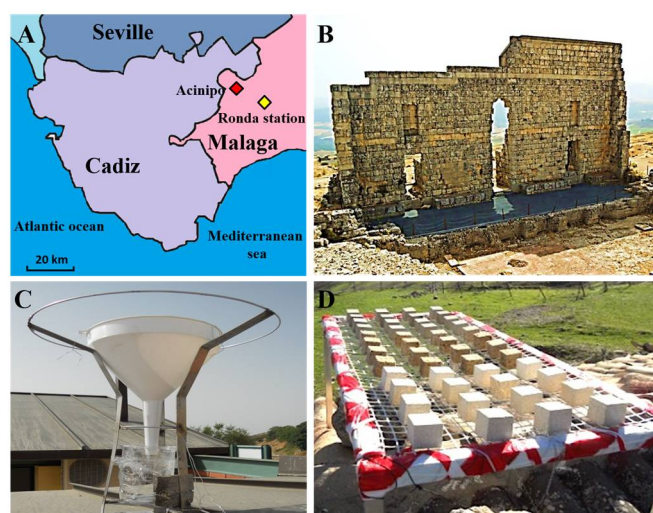 A
Seville
Acinipo
Ronda station
Malaga
Cadiz
Atlantic ocean
Mediterranean
sea
20 km
B
C
D